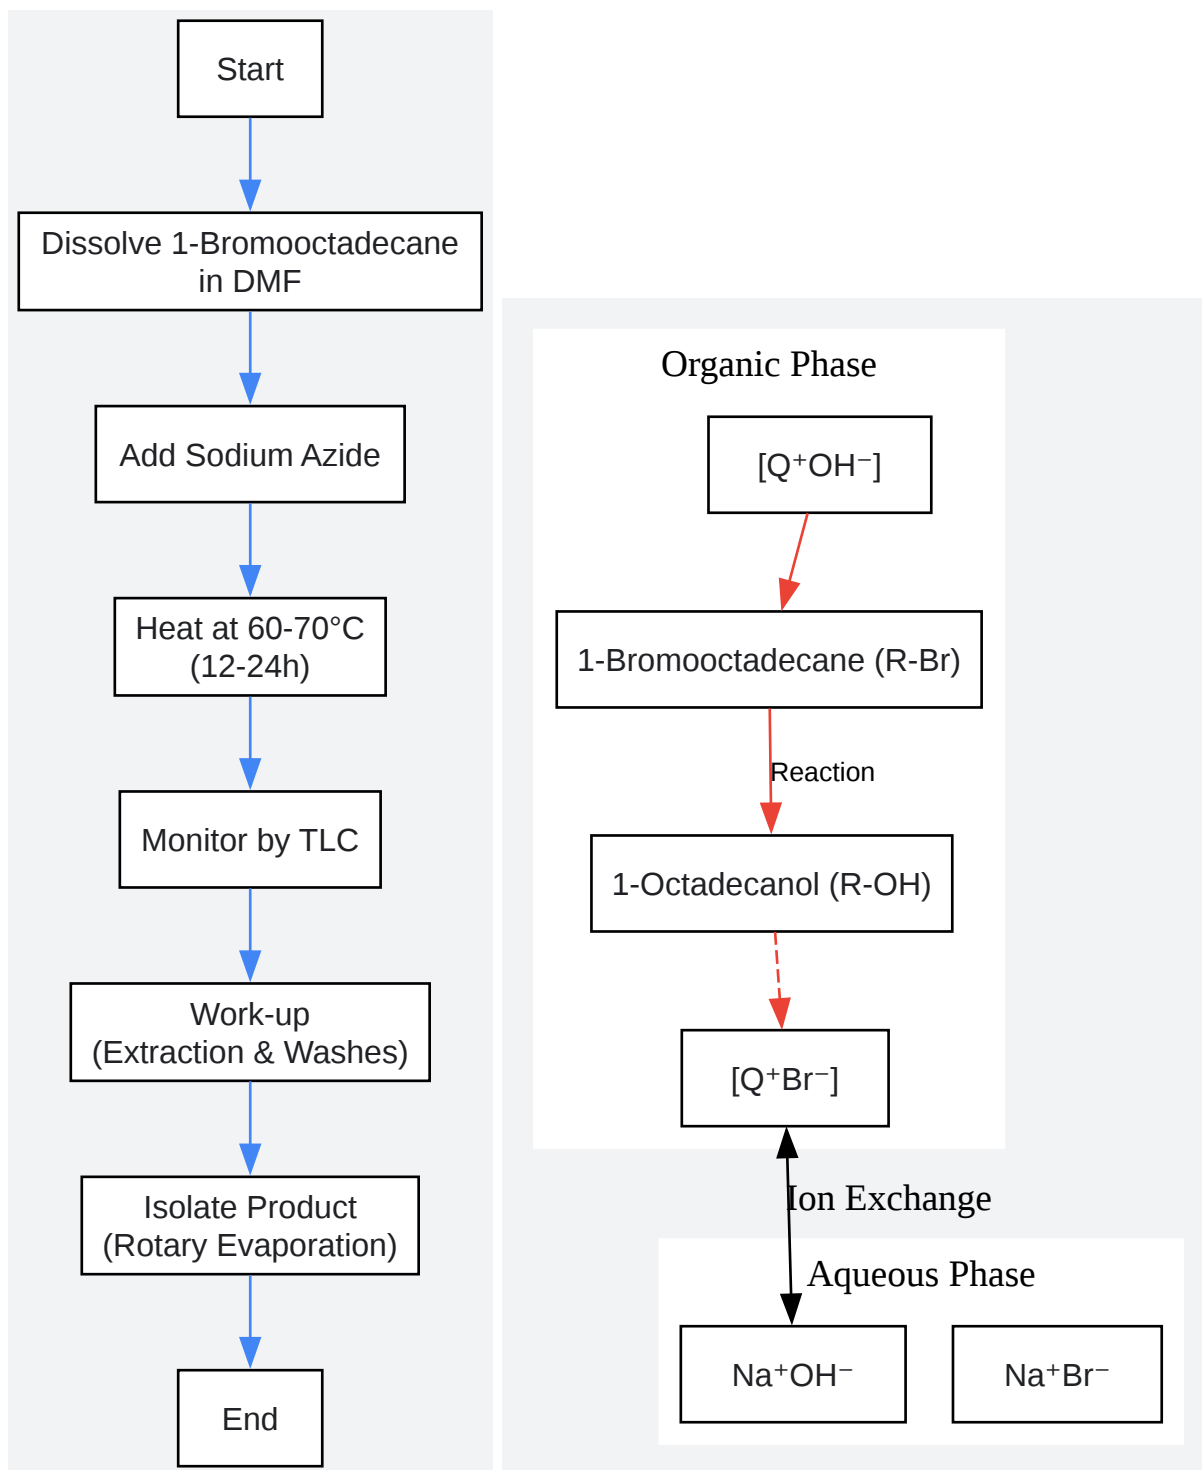 Start
Dissolve 1-Bromooctadecane
in DMF
Add Sodium Azide
Heat at 60-70°C
(12-24h)
Monitor by TLC
Work-up
(Extraction & Washes)
Isolate Product
(Rotary Evaporation)
End
Organic Phase
[Q⁺OH⁻]
1-Bromooctadecane (R-Br)
Reaction
1-Octadecanol (R-OH)
[Q⁺Br⁻]
Ion Exchange
Aqueous Phase
Na⁺OH⁻
Na⁺Br⁻